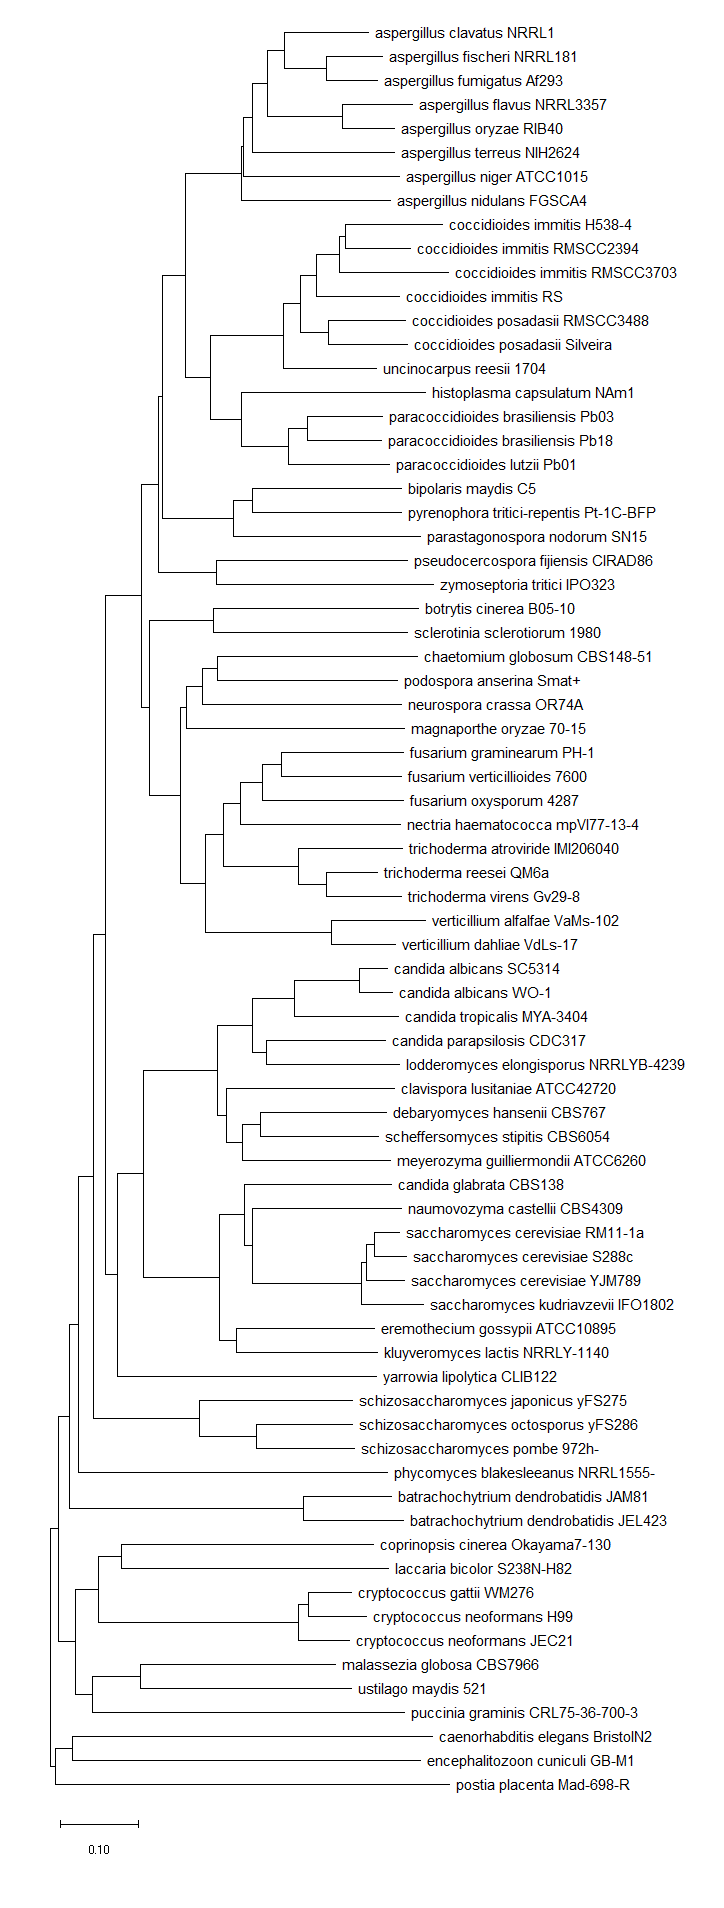 aspergillus clavatus NRRL1
aspergillus fischeri NRRL181
aspergillus fumigatus Af293
aspergillus flavus NRRL3357
aspergillus oryzae RIB40
aspergillus terreus NIH2624
aspergillus niger ATCC1015
aspergillus nidulans FGSCA4
coccidioides immitis H538-4
coccidioides immitis RMSCC2394
coccidioides immitis RMSCC3703
coccidioides immitis RS
coccidioides posadasii RMSCC3488
coccidioides posadasii Silveira
uncinocarpus reesii 1704
histoplasma capsulatum NAm1
paracoccidioides brasiliensis Pb03
paracoccidioides brasiliensis Pb18
paracoccidioides lutzii Pb01
bipolaris maydis C5
pyrenophora tritici-repentis Pt-1C-BFP
parastagonospora nodorum SN15
pseudocercospora fijiensis CIRAD86
zymoseptoria tritici IPO323
botrytis cinerea B05-10
sclerotinia sclerotiorum 1980
chaetomium globosum CBS148-51
podospora anserina Smat+
neurospora crassa OR74A
magnaporthe oryzae 70-15
fusarium graminearum PH-1
fusarium verticillioides 7600
fusarium oxysporum 4287
nectria haematococca mpVI77-13-4
trichoderma atroviride IMI206040
trichoderma reesei QM6a
trichoderma virens Gv29-8
verticillium alfalfae VaMs-102
verticillium dahliae VdLs-17
candida albicans SC5314
candida albicans WO-1
candida tropicalis MYA-3404
candida parapsilosis CDC317
lodderomyces elongisporus NRRLYB-4239
clavispora lusitaniae ATCC42720
debaryomyces hansenii CBS767
scheffersomyces stipitis CBS6054
meyerozyma guilliermondii ATCC6260
candida glabrata CBS138
naumovozyma castellii CBS4309
saccharomyces cerevisiae RM11-1a
saccharomyces cerevisiae S288c
saccharomyces cerevisiae YJM789
saccharomyces kudriavzevii IFO1802
eremothecium gossypii ATCC10895
kluyveromyces lactis NRRLY-1140
yarrowia lipolytica CLIB122
schizosaccharomyces japonicus yFS275
schizosaccharomyces octosporus yFS286
schizosaccharomyces pombe 972h-
phycomyces blakesleeanus NRRL1555-
batrachochytrium dendrobatidis JAM81
batrachochytrium dendrobatidis JEL423
coprinopsis cinerea Okayama7-130
laccaria bicolor S238N-H82
cryptococcus gattii WM276
cryptococcus neoformans H99
cryptococcus neoformans JEC21
malassezia globosa CBS7966
ustilago maydis 521
puccinia graminis CRL75-36-700-3
caenorhabditis elegans BristolN2
encephalitozoon cuniculi GB-M1
postia placenta Mad-698-R
0.10